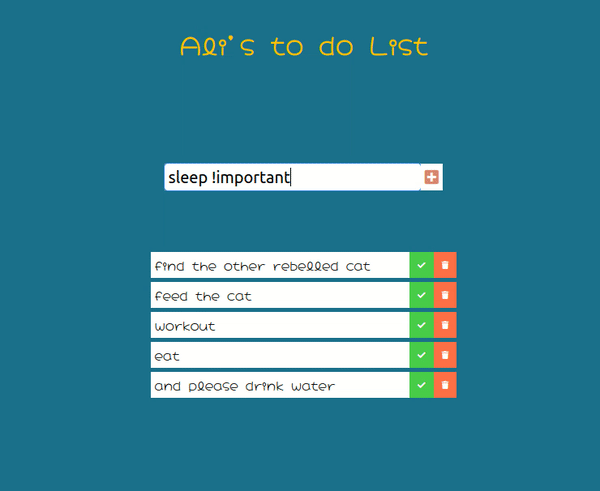 Ali's to do List
sleep !important
find the other rebelled cat
feed the cat
workout
eat
and please drink water